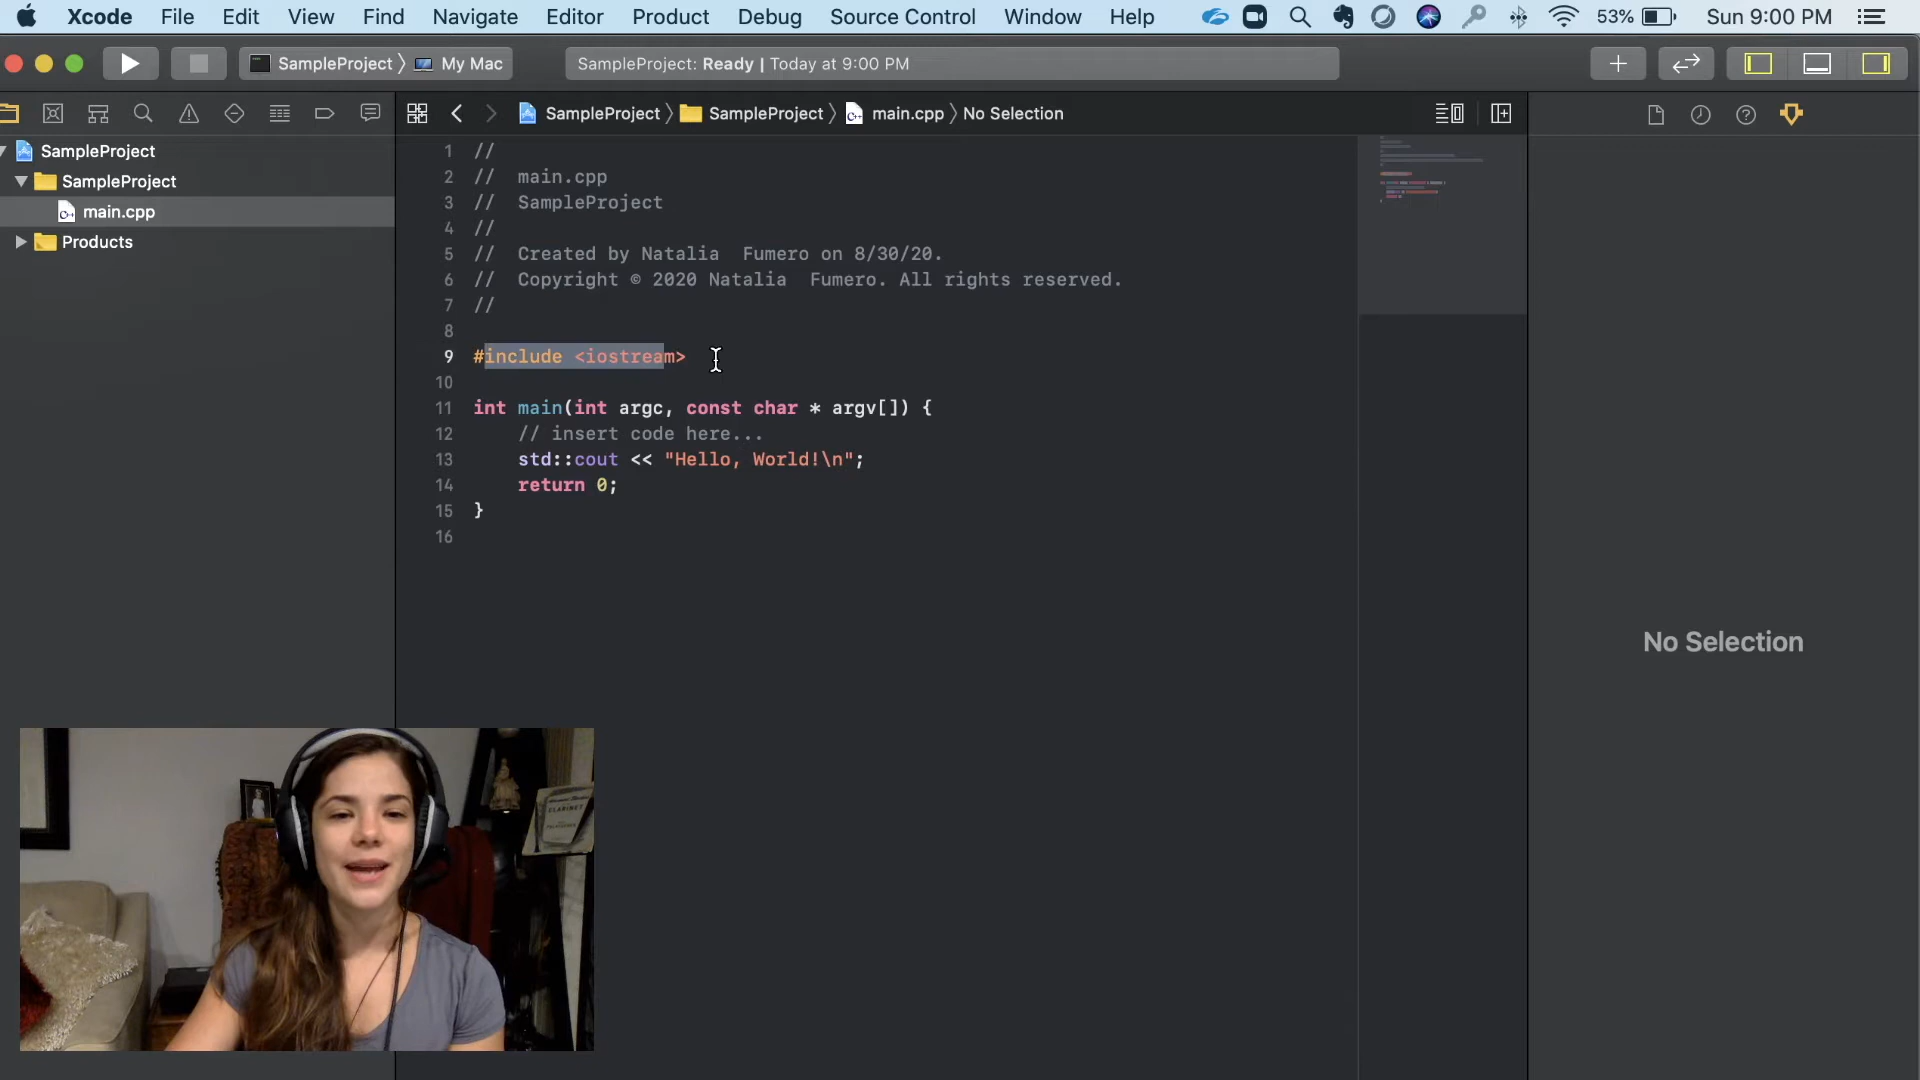 Xcode File Edit View Find Navigate Editor Product Debug Source Control Window Help 53% Sun 9:00 PM
SampleProject My Mac SampleProject: Ready | Today at 9:00 PM
SampleProject SampleProject main.cpp No Selection
SampleProject
SampleProject
main.cpp
Products
1 //
2 // main.cpp
3 // SampleProject
4 //
5 // Created by Natalia Fumero on 8/30/20.
6 // Copyright © 2020 Natalia Fumero. All rights reserved.
7 //
8
9 #include <iostream>
10
11 int main(int argc, const char * argv[]) {
12 // insert code here...
13 std::cout << "Hello, World!\n";
14 return 0;
15 }
16
No Selection
CLARINET